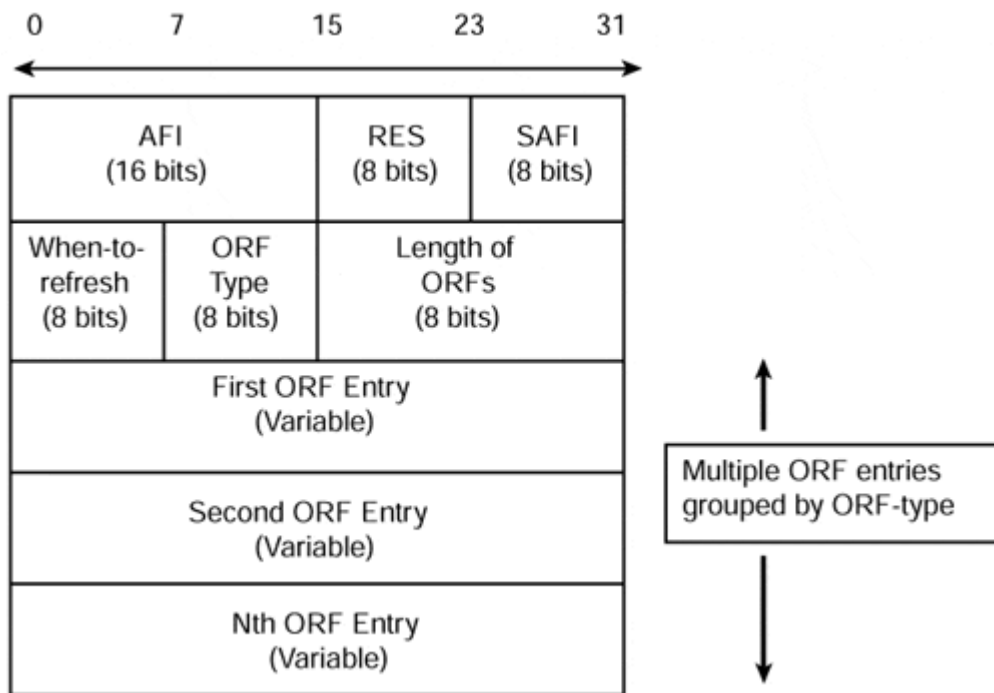 0 7 15 23 31
AFI
(16 bits)
RES
(8 bits)
SAFI
(8 bits)
When-to-
refresh
(8 bits)
ORF
Type
(8 bits)
Length of
ORFs
(8 bits)
First ORF Entry
(Variable)
Second ORF Entry
(Variable)
Nth ORF Entry
(Variable)
Multiple ORF entries
grouped by ORF-type